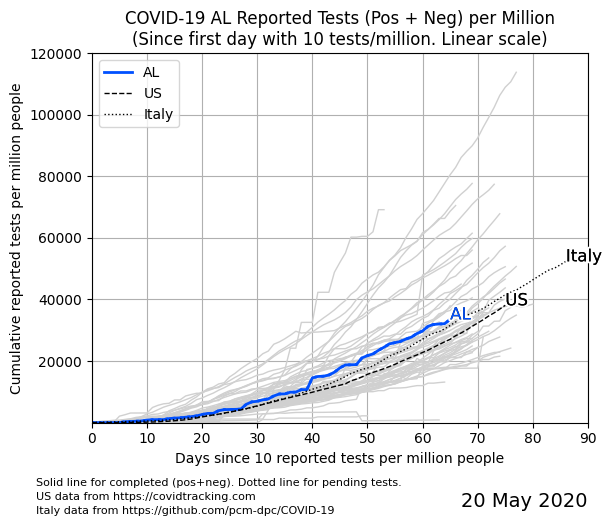 COVID-19 AL Reported Tests (Pos + Neg) per Million
(Since first day with 10 tests/million. Linear scale)
Cumulative reported tests per million people
120000
100000
80000
60000
40000
20000
AL
US
Italy
Italy
US
AL
0 10 20 30 40 50 60 70 80 90
Days since 10 reported tests per million people
Solid line for completed (pos+neg). Dotted line for pending tests.
US data from https://covidtracking.com
Italy data from https://github.com/pcm-dpc/COVID-19
20 May 2020